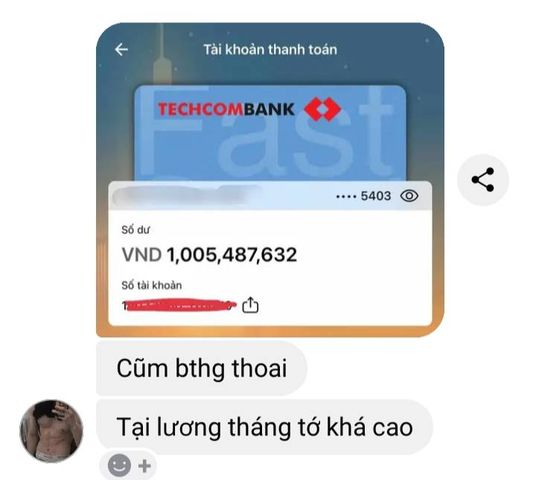 Tài khoản thanh toán
Fast
TECHCOMBANK
•••• 5403
Số dư
VND 1,005,487,632
Số tài khoản
Cũm bthg thoai
Tại lương tháng tớ khá cao